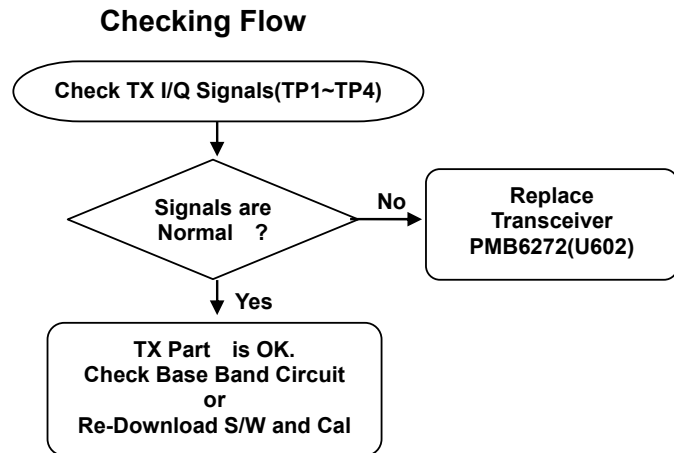 Checking Flow
Check TX I/Q Signals(TP1~TP4)
Signals are
Normal ?
No
Replace
Transceiver
PMB6272(U602)
Yes
TX Part is OK.
Check Base Band Circuit
or
Re-Download S/W and Cal